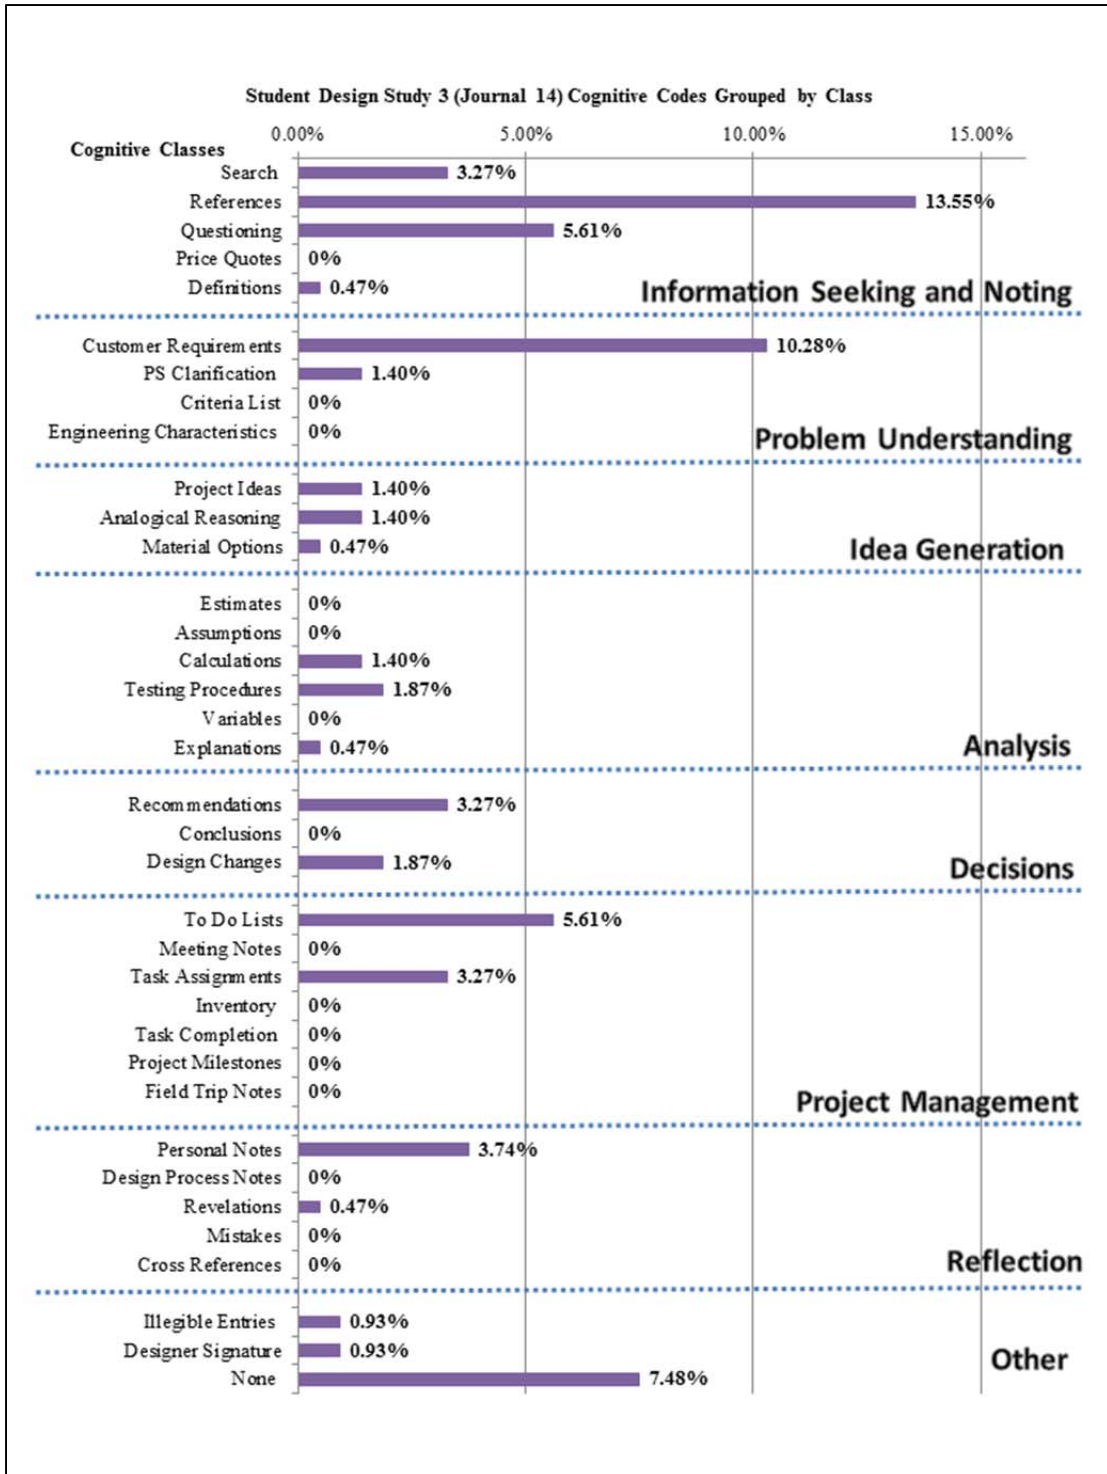 Student Design Study 3 (Journal 14) Cognitive Codes Grouped by Class
0.00% 5.00% 10.00% 15.00%
Cognitive Classes
Search 3.27%
References 13.55%
Questioning 5.61%
Price Quotes 0%
Definitions 0.47%
Information Seeking and Noting
Customer Requirements 10.28%
PS Clarification 1.40%
Criteria List 0%
Engineering Characteristics 0%
Problem Understanding
Project Ideas 1.40%
Analogical Reasoning 1.40%
Material Options 0.47%
Idea Generation
Estimates 0%
Assumptions 0%
Calculations 1.40%
Testing Procedures 1.87%
Variables 0%
Explanations 0.47%
Analysis
Recommendations 3.27%
Conclusions 0%
Design Changes 1.87%
Decisions
To Do Lists 5.61%
Meeting Notes 0%
Task Assignments 3.27%
Inventory 0%
Task Completion 0%
Project Milestones 0%
Field Trip Notes 0%
Project Management
Personal Notes 3.74%
Design Process Notes 0%
Revelations 0.47%
Mistakes 0%
Cross References 0%
Reflection
Illegible Entries 0.93%
Designer Signature 0.93%
Other
None 7.48%